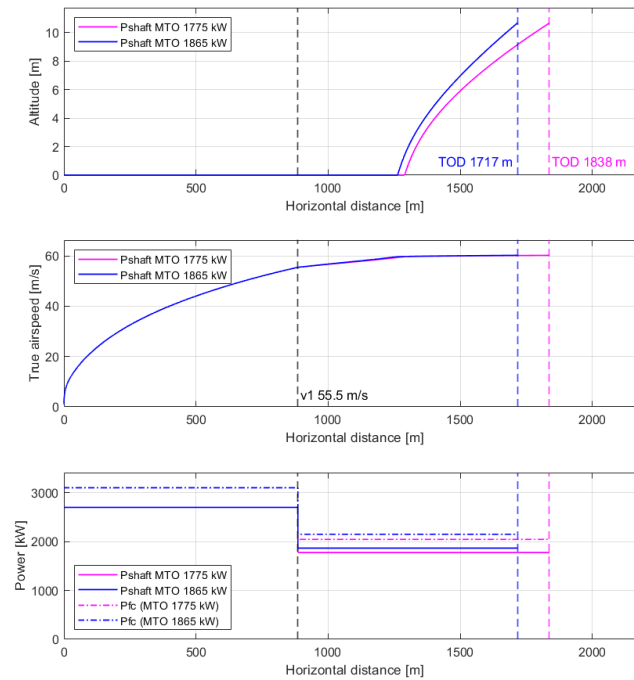 Altitude [m]
10
8
6
4
2
0
Pshaft MTO 1775 kW
Pshaft MTO 1865 kW
TOD 1717 m
TOD 1838 m
0
500
1000
1500
2000
Horizontal distance [m]
True airspeed [m/s]
60
40
20
0
Pshaft MTO 1775 kW
Pshaft MTO 1865 kW
v1 55.5 m/s
0
500
1000
1500
2000
Horizontal distance [m]
Power [kW]
3000
2000
1000
0
Pshaft MTO 1775 kW
Pshaft MTO 1865 kW
Pfc (MTO 1775 kW)
Pfc (MTO 1865 kW)
0
500
1000
1500
2000
Horizontal distance [m]